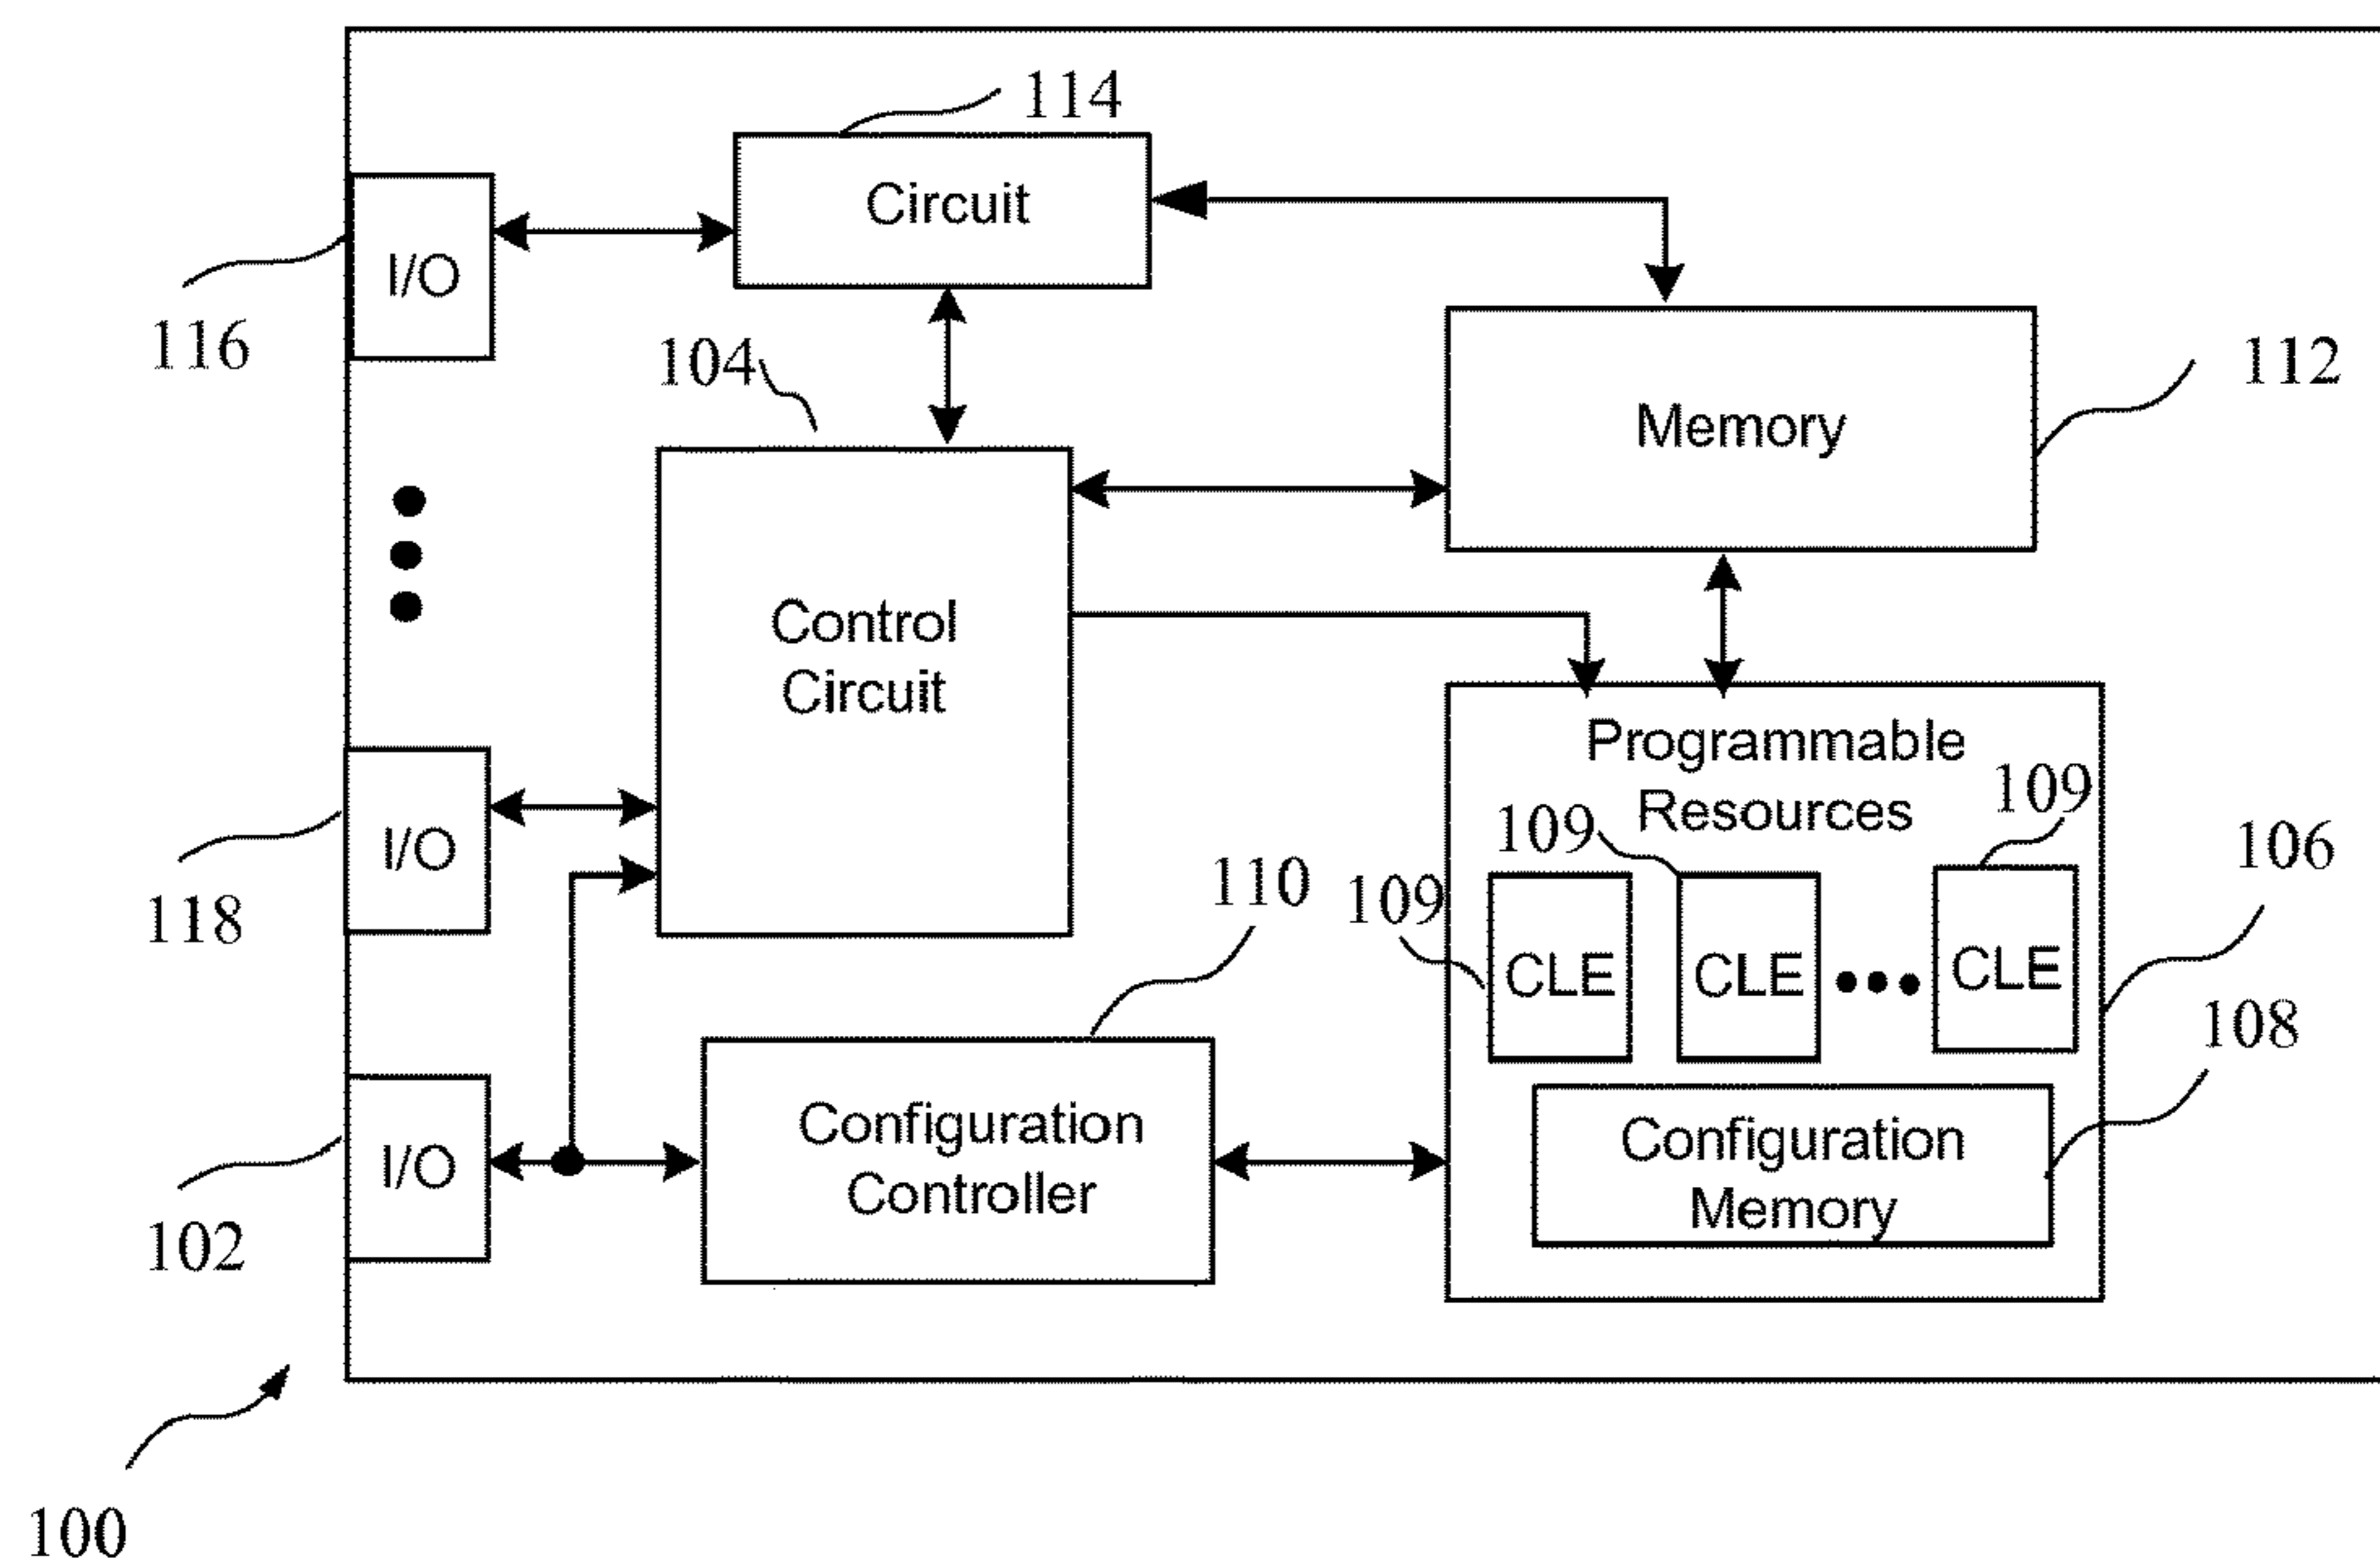 114
Circuit
I/O
116
104
Memory
112
Control
Circuit
Programmable
Resources
109
109
109
106
I/O
118
110
CLE
CLE
CLE
108
Configuration
Controller
Configuration
Memory
I/O
102
100